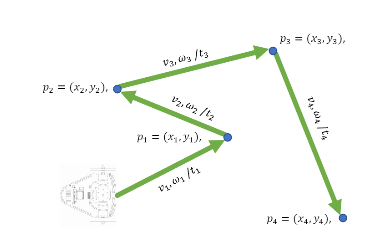 p₃ = (x₃, y₃),
v₃, ω₃ /t₃
p₂ = (x₂, y₂),
v₂, ω₂ /t₂
v₄, ω₄ /t₄
p₁ = (x₁, y₁),
v₁, ω₁ /t₁
p₄ = (x₄, y₄),